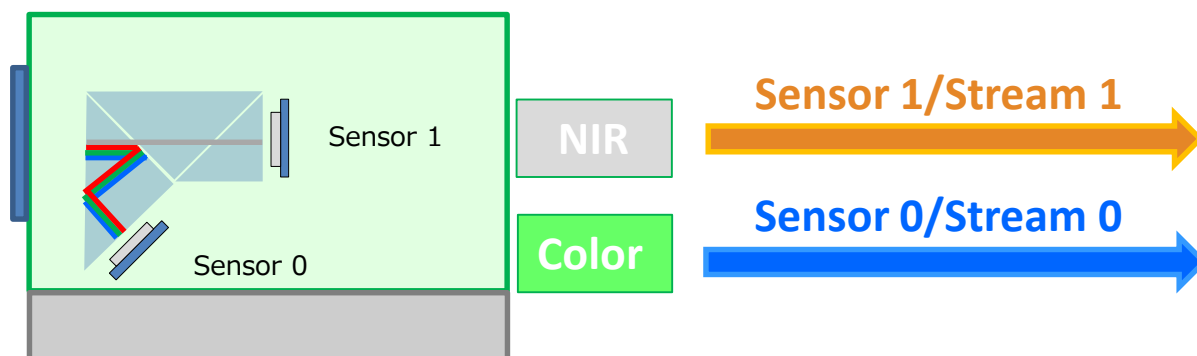 Sensor 1
Sensor 0
NIR
Color
Sensor 1/Stream 1
Sensor 0/Stream 0